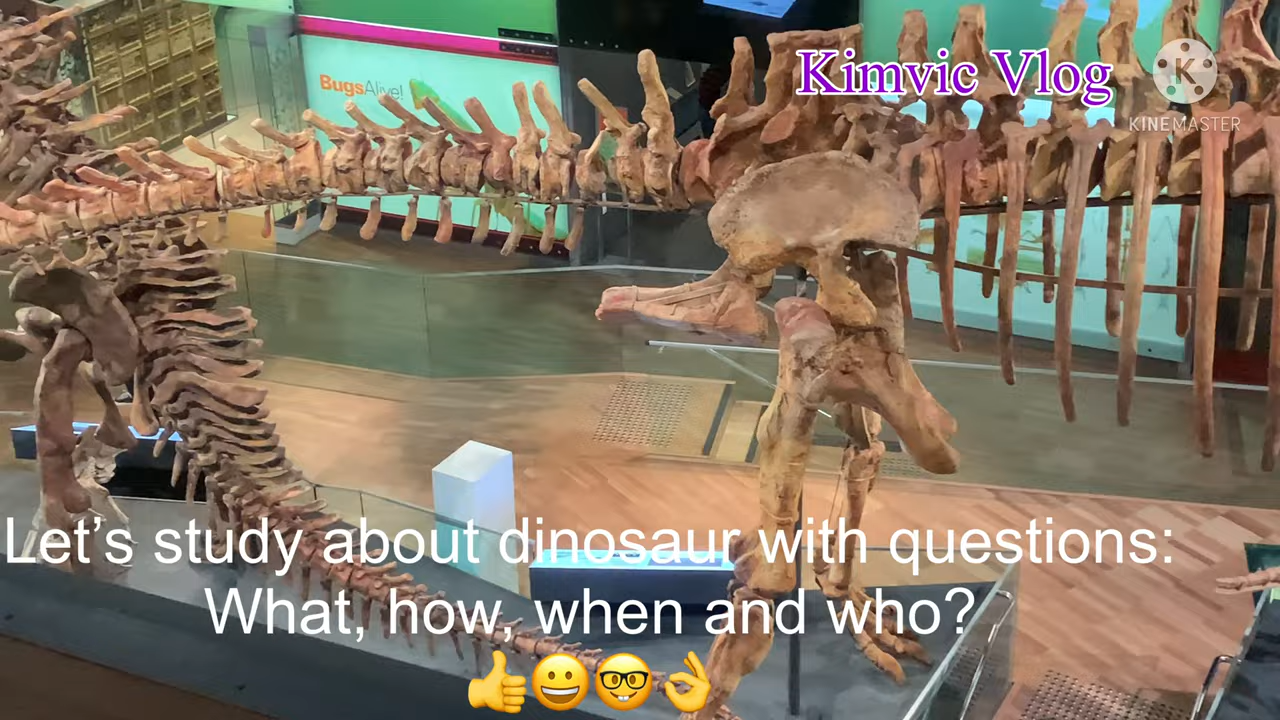 Kimvic Vlog
K
KINEMASTER
BugsAlive!
Let’s study about dinosaur with questions:
What, how, when and who?
👍😀🤓👌